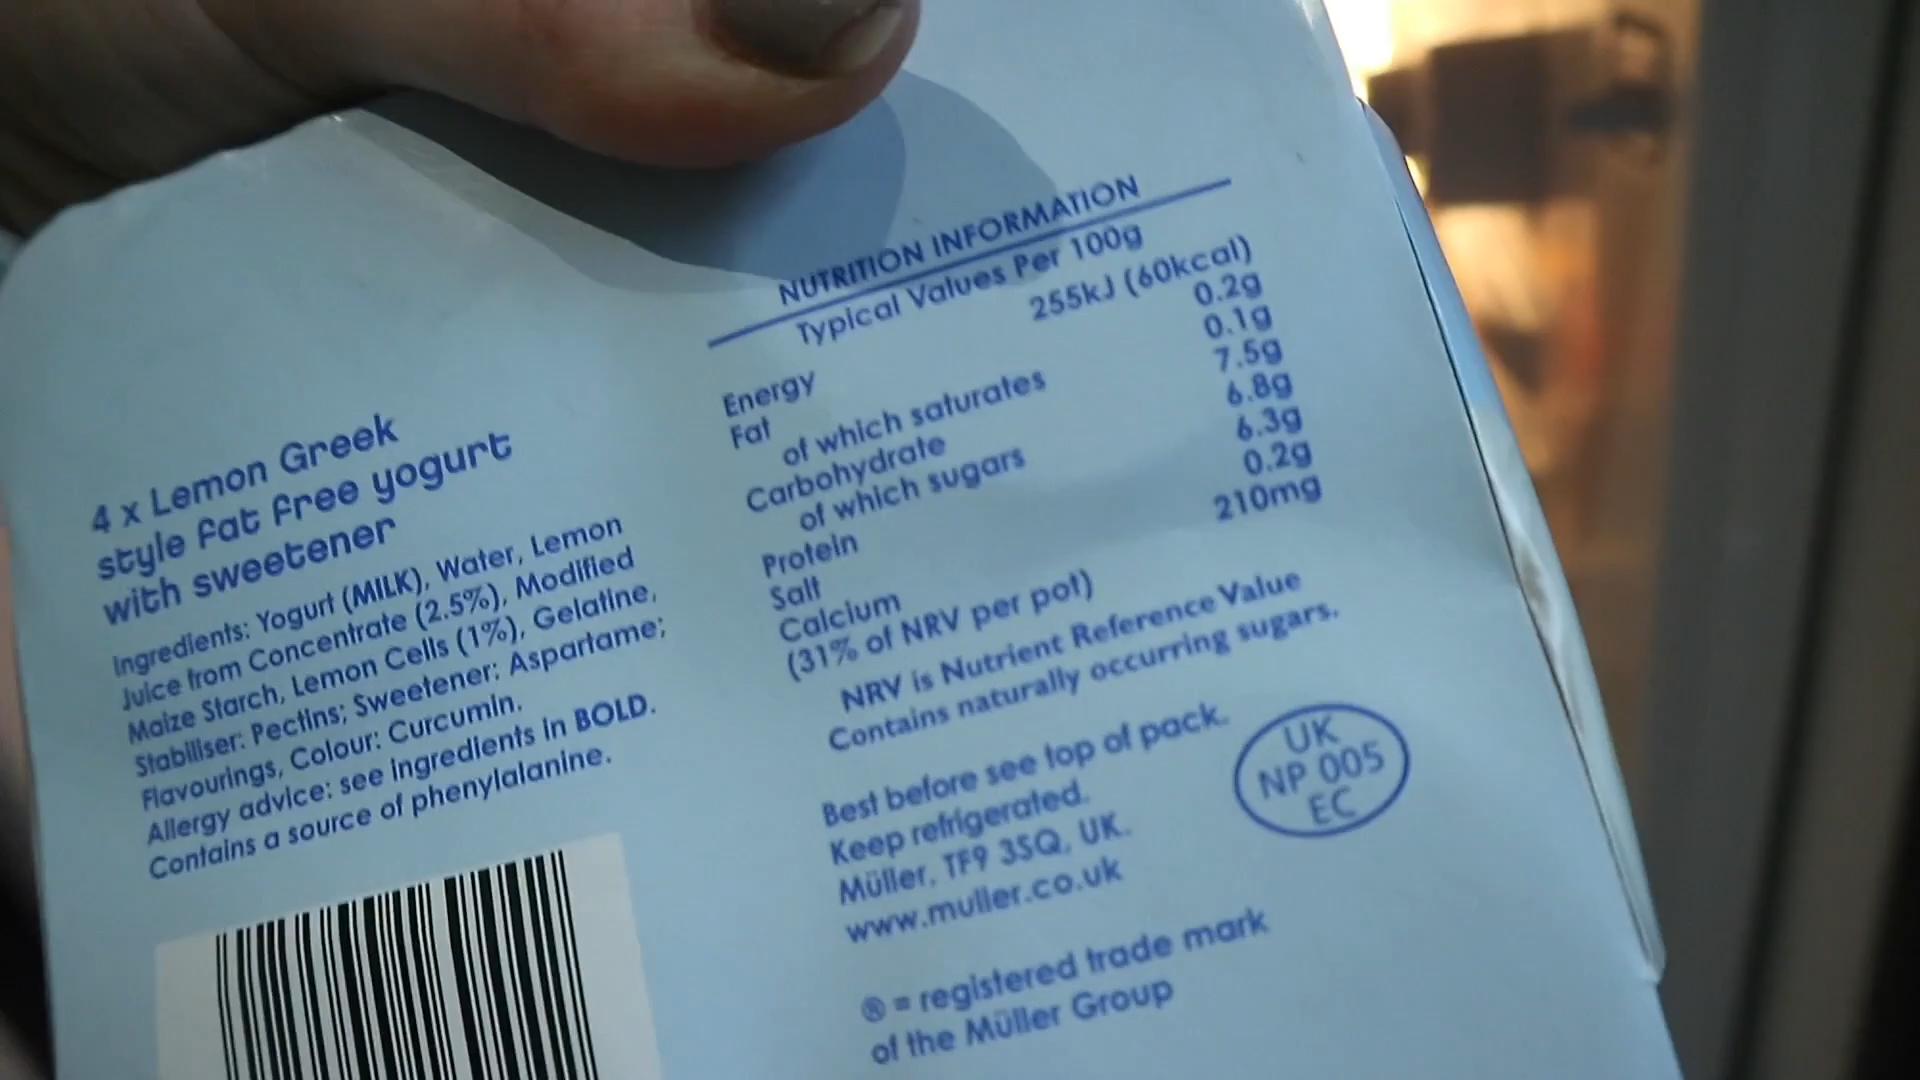 4 x Lemon Greek
style fat free yogurt
with sweetener
Ingredients: Yogurt (MILK), Water, Lemon
Juice from Concentrate (2.5%), Modified
Maize Starch, Lemon Cells (1%), Gelatine,
Stabiliser: Pectins; Sweetener: Aspartame;
Flavourings, Colour: Curcumin.
Allergy advice: see ingredients in BOLD.
Contains a source of phenylalanine.
NUTRITION INFORMATION
Typical Values Per 100g
Energy 255kJ (60kcal)
Fat 0.2g
of which saturates 0.1g
Carbohydrate 7.5g
of which sugars 6.8g
Protein 6.3g
Salt 0.2g
Calcium 210mg
(31% of NRV per pot)
NRV is Nutrient Reference Value
Contains naturally occurring sugars.
Best before see top of pack.
Keep refrigerated.
Müller, TF9 3SQ, UK.
www.muller.co.uk
UK
NP 005
EC
® = registered trade mark
of the Müller Group